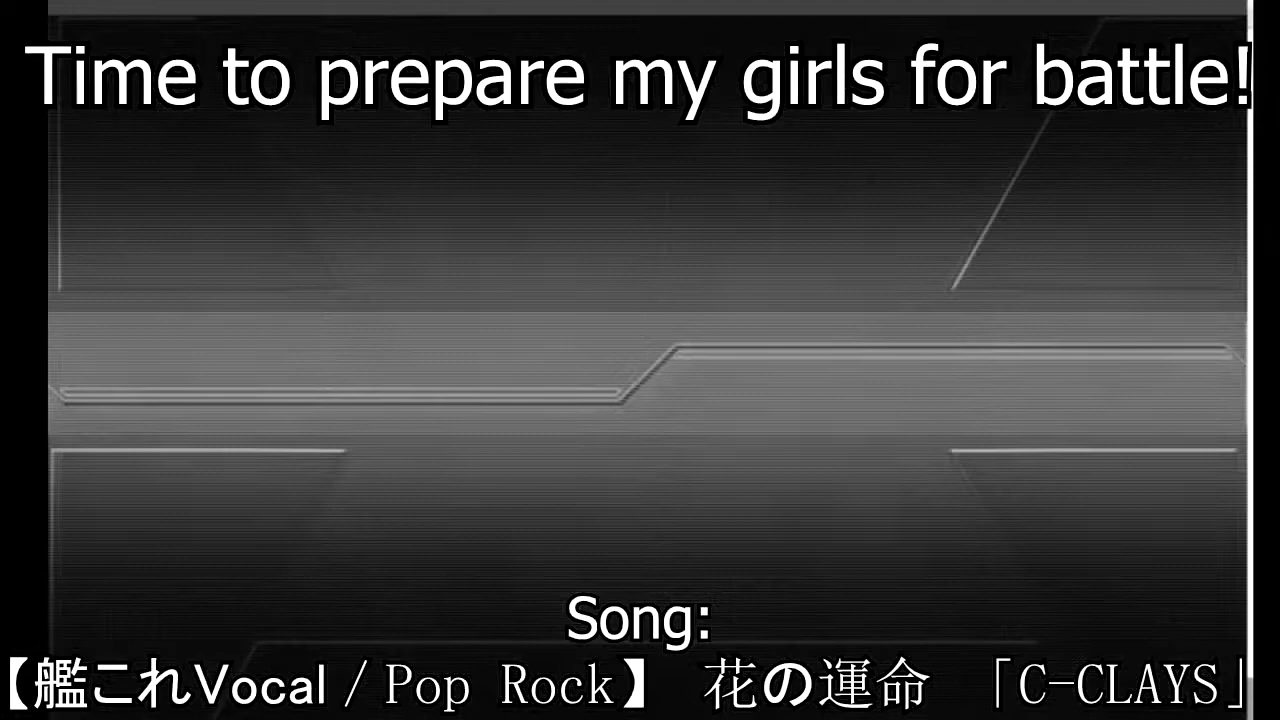 Time to prepare my girls for battle!
Song:
【艦これVocal / Pop Rock】 花の運命 「C-CLAYS」